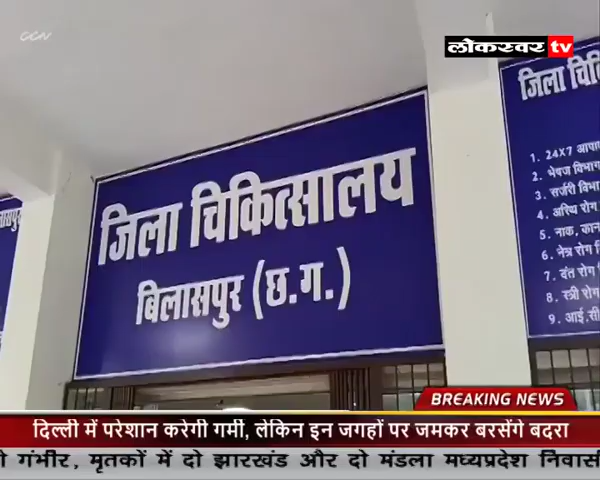 GCN
लोकस्वर tv
जिला चिकित्सालय
बिलासपुर (छ.ग.)
जिला
1. 24X7
2. भेषज विभाग
3. सर्जरी
4. अस्थि रोग
5. नाक, कान
6. नेत्र रोग
7. दंत रोग
8. स्त्री रोग
9. आई.सी
BREAKING NEWS
दिल्ली में परेशान करेगी गर्मी, लेकिन इन जगहों पर जमकर बरसेंगे बदरा
गंभीर, मृतकों में दो झारखंड और दो मंडला मध्यप्रदेश निवासी